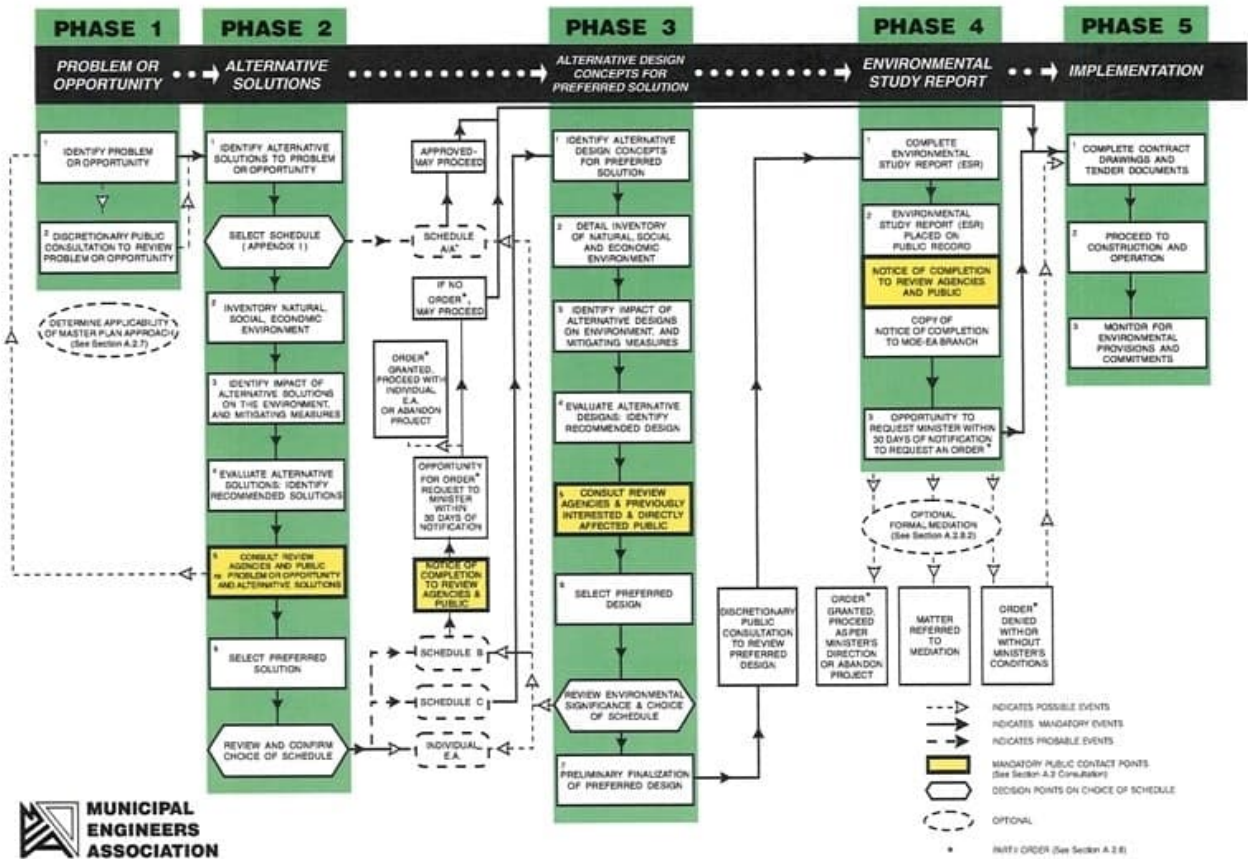 PHASE 1
PHASE 2
PHASE 3
PHASE 4
PHASE 5
PROBLEM OR
OPPORTUNITY
ALTERNATIVE
SOLUTIONS
ALTERNATIVE DESIGN
CONCEPTS FOR
PREFERRED SOLUTION
ENVIRONMENTAL
STUDY REPORT
IMPLEMENTATION
1 IDENTIFY PROBLEM
OR OPPORTUNITY
2 DISCRETIONARY PUBLIC
CONSULTATION TO REVIEW
PROBLEM OR OPPORTUNITY
DETERMINE APPLICABILITY
OF MASTER PLAN APPROACH
(See Section A.2.7)
1 IDENTIFY ALTERNATIVE
SOLUTIONS TO PROBLEM
OR OPPORTUNITY
SELECT SCHEDULE
(APPENDIX I)
2 INVENTORY NATURAL,
SOCIAL, ECONOMIC
ENVIRONMENT
3 IDENTIFY IMPACT OF
ALTERNATIVE SOLUTIONS
ON THE ENVIRONMENT,
AND MITIGATING MEASURES
4 EVALUATE ALTERNATIVE
SOLUTIONS: IDENTIFY
RECOMMENDED SOLUTIONS
5 CONSULT REVIEW
AGENCIES AND PUBLIC
re PROBLEM OR OPPORTUNITY
AND ALTERNATIVE SOLUTIONS
6 SELECT PREFERRED
SOLUTION
REVIEW AND CONFIRM
CHOICE OF SCHEDULE
APPROVED-
MAY PROCEED
SCHEDULE
A/A+
IF NO
ORDER*,
MAY PROCEED
ORDER*
GRANTED,
PROCEED WITH
INDIVIDUAL
E.A.
OR ABANDON
PROJECT
OPPORTUNITY
FOR ORDER*
REQUEST TO
MINISTER
WITHIN
30 DAYS OF
NOTIFICATION
NOTICE OF
COMPLETION
TO REVIEW
AGENCIES &
PUBLIC
SCHEDULE B
SCHEDULE C
INDIVIDUAL
E.A.
1 IDENTIFY ALTERNATIVE
DESIGN CONCEPTS
FOR PREFERRED
SOLUTION
2 DETAIL INVENTORY
OF NATURAL, SOCIAL
AND ECONOMIC
ENVIRONMENT
3 IDENTIFY IMPACT OF
ALTERNATIVE DESIGNS
ON ENVIRONMENT, AND
MITIGATING MEASURES
4 EVALUATE ALTERNATIVE
DESIGNS: IDENTIFY
RECOMMENDED DESIGN
5 CONSULT REVIEW
AGENCIES & PREVIOUSLY
INTERESTED & DIRECTLY
AFFECTED PUBLIC
6 SELECT PREFERRED
DESIGN
REVIEW ENVIRONMENTAL
SIGNIFICANCE & CHOICE
OF SCHEDULE
7 PRELIMINARY FINALIZATION
OF PREFERRED DESIGN
DISCRETIONARY
PUBLIC
CONSULTATION
TO REVIEW
PREFERRED
DESIGN
1 COMPLETE
ENVIRONMENTAL
STUDY REPORT (ESR)
2 ENVIRONMENTAL
STUDY REPORT (ESR)
PLACED ON
PUBLIC RECORD
NOTICE OF COMPLETION
TO REVIEW AGENCIES
AND PUBLIC
COPY OF
NOTICE OF COMPLETION
TO MOE-EA BRANCH
3 OPPORTUNITY TO
REQUEST MINISTER WITHIN
30 DAYS OF NOTIFICATION
TO REQUEST AN ORDER*
OPTIONAL
FORMAL MEDIATION
(See Section A.2.8.2)
ORDER*
GRANTED,
PROCEED AS PER
MINISTER'S
DIRECTION
OR ABANDON
PROJECT
MATTER
REFERRED
TO
MEDIATION
ORDER*
DENIED
WITH OR
WITHOUT
MINISTER'S
CONDITIONS
1 COMPLETE CONTRACT
DRAWINGS AND
TENDER DOCUMENTS
2 PROCEED TO
CONSTRUCTION AND
OPERATION
3 MONITOR FOR
ENVIRONMENTAL
PROVISIONS AND
COMMITMENTS
INDICATES POSSIBLE EVENTS
INDICATES MANDATORY EVENTS
INDICATES PROBABLE EVENTS
MANDATORY PUBLIC CONTACT POINTS
(See Section A.3 Consultation)
DECISION POINTS ON CHOICE OF SCHEDULE
OPTIONAL
* PART II ORDER (See Section A.2.8)
MUNICIPAL
ENGINEERS
ASSOCIATION